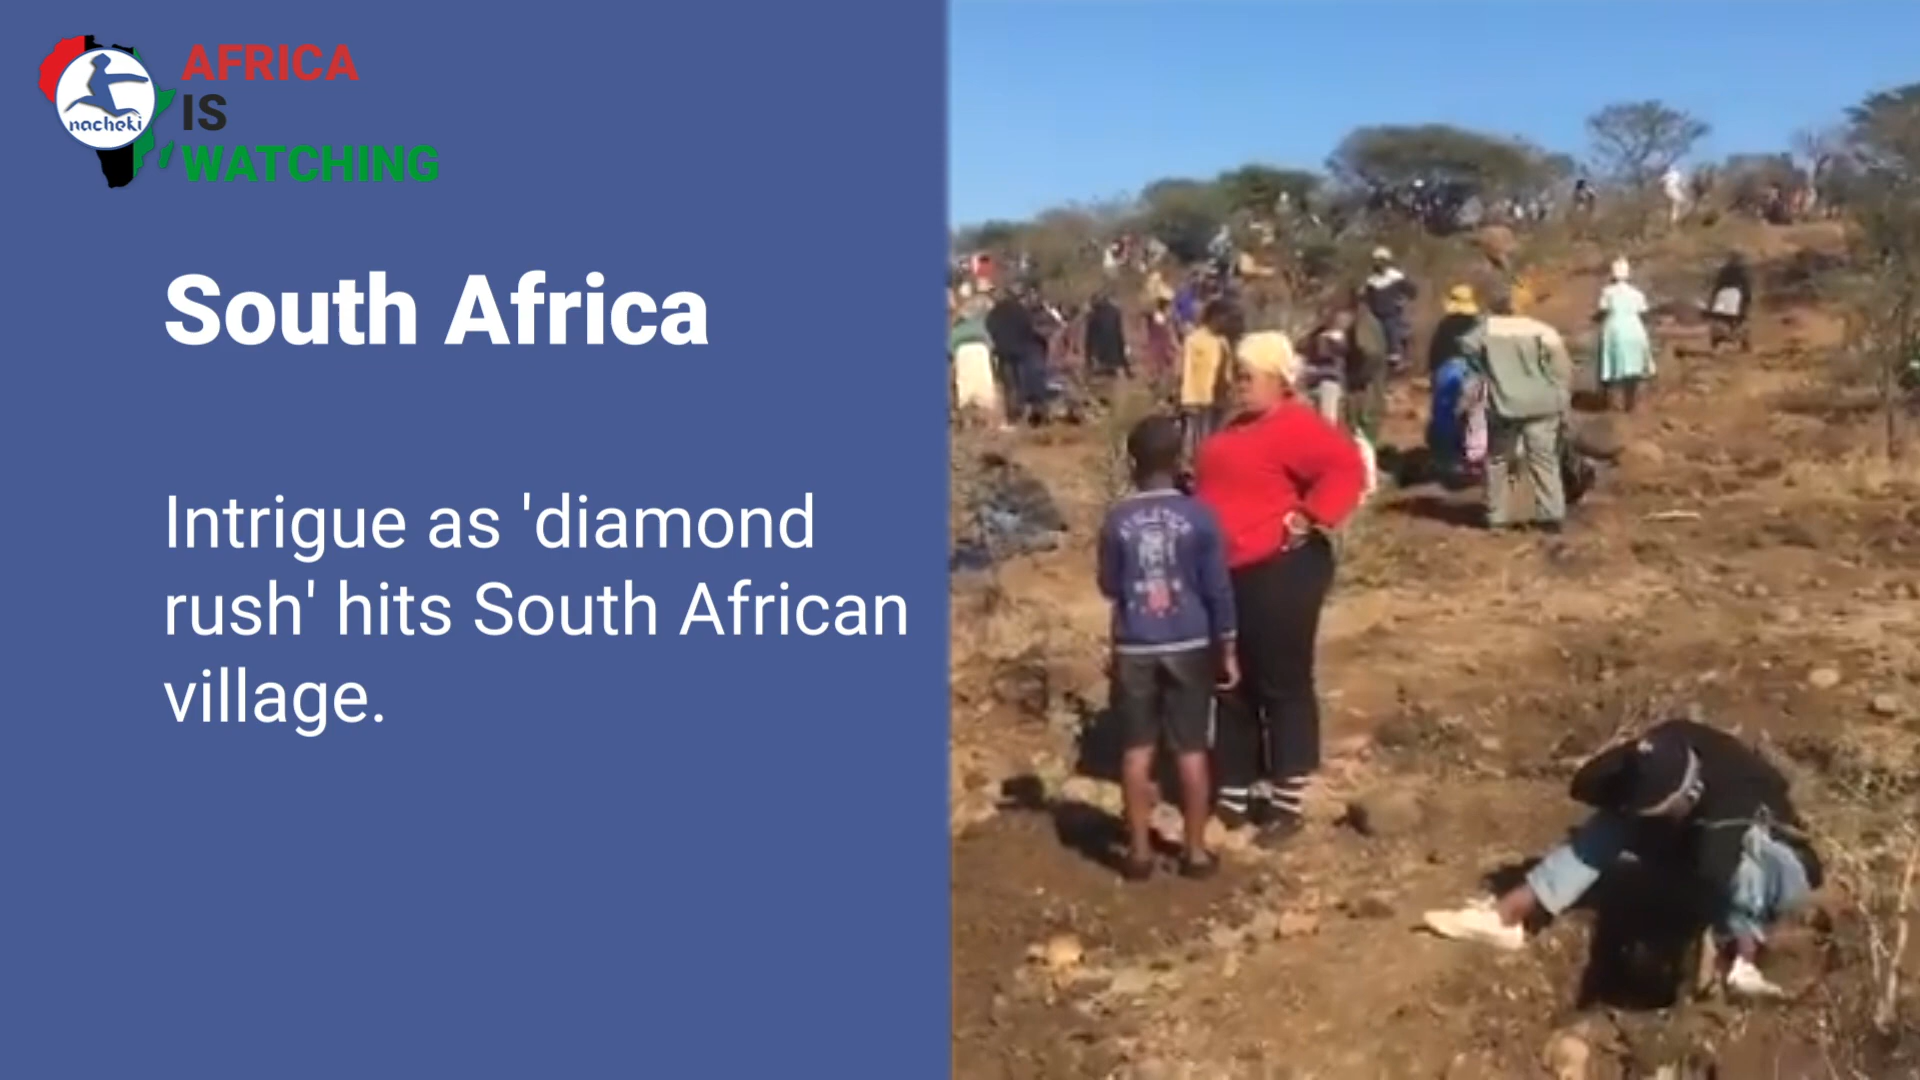 nacheki
AFRICA
IS
WATCHING
South Africa
Intrigue as 'diamond
rush' hits South African
village.